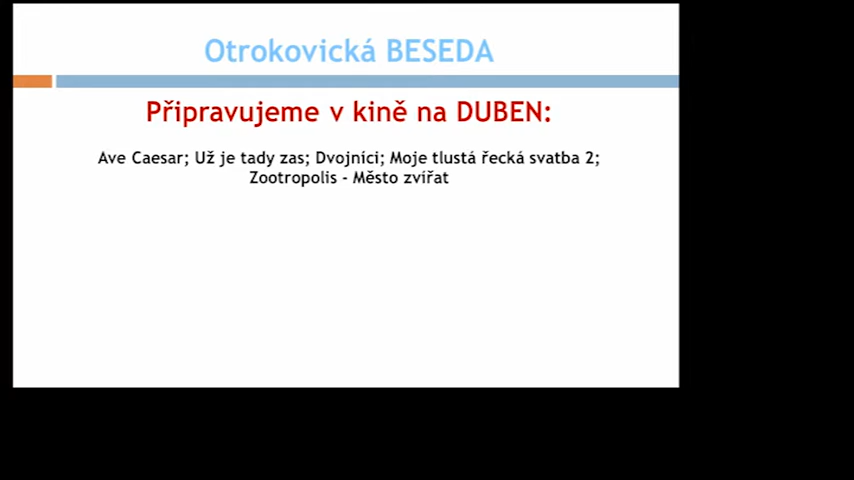 Otrokovická BESEDA
Připravujeme v kině na DUBEN:
Ave Caesar; Už je tady zas; Dvojníci; Moje tlustá řecká svatba 2;
Zootropolis - Město zvířat